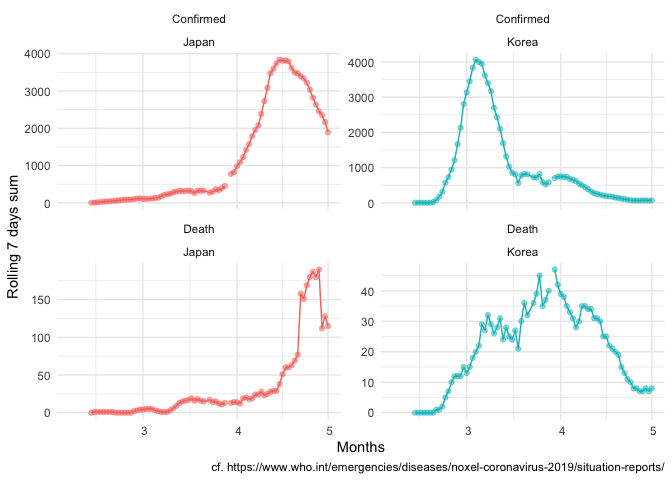 Confirmed
Confirmed
Japan
Korea
4000
3000
2000
1000
0
4000
3000
2000
1000
0
Rolling 7 days sum
Death
Death
Japan
Korea
150
100
50
0
40
30
20
10
0
3
4
5
3
4
5
Months
cf. https://www.who.int/emergencies/diseases/noxel-coronavirus-2019/situation-reports/